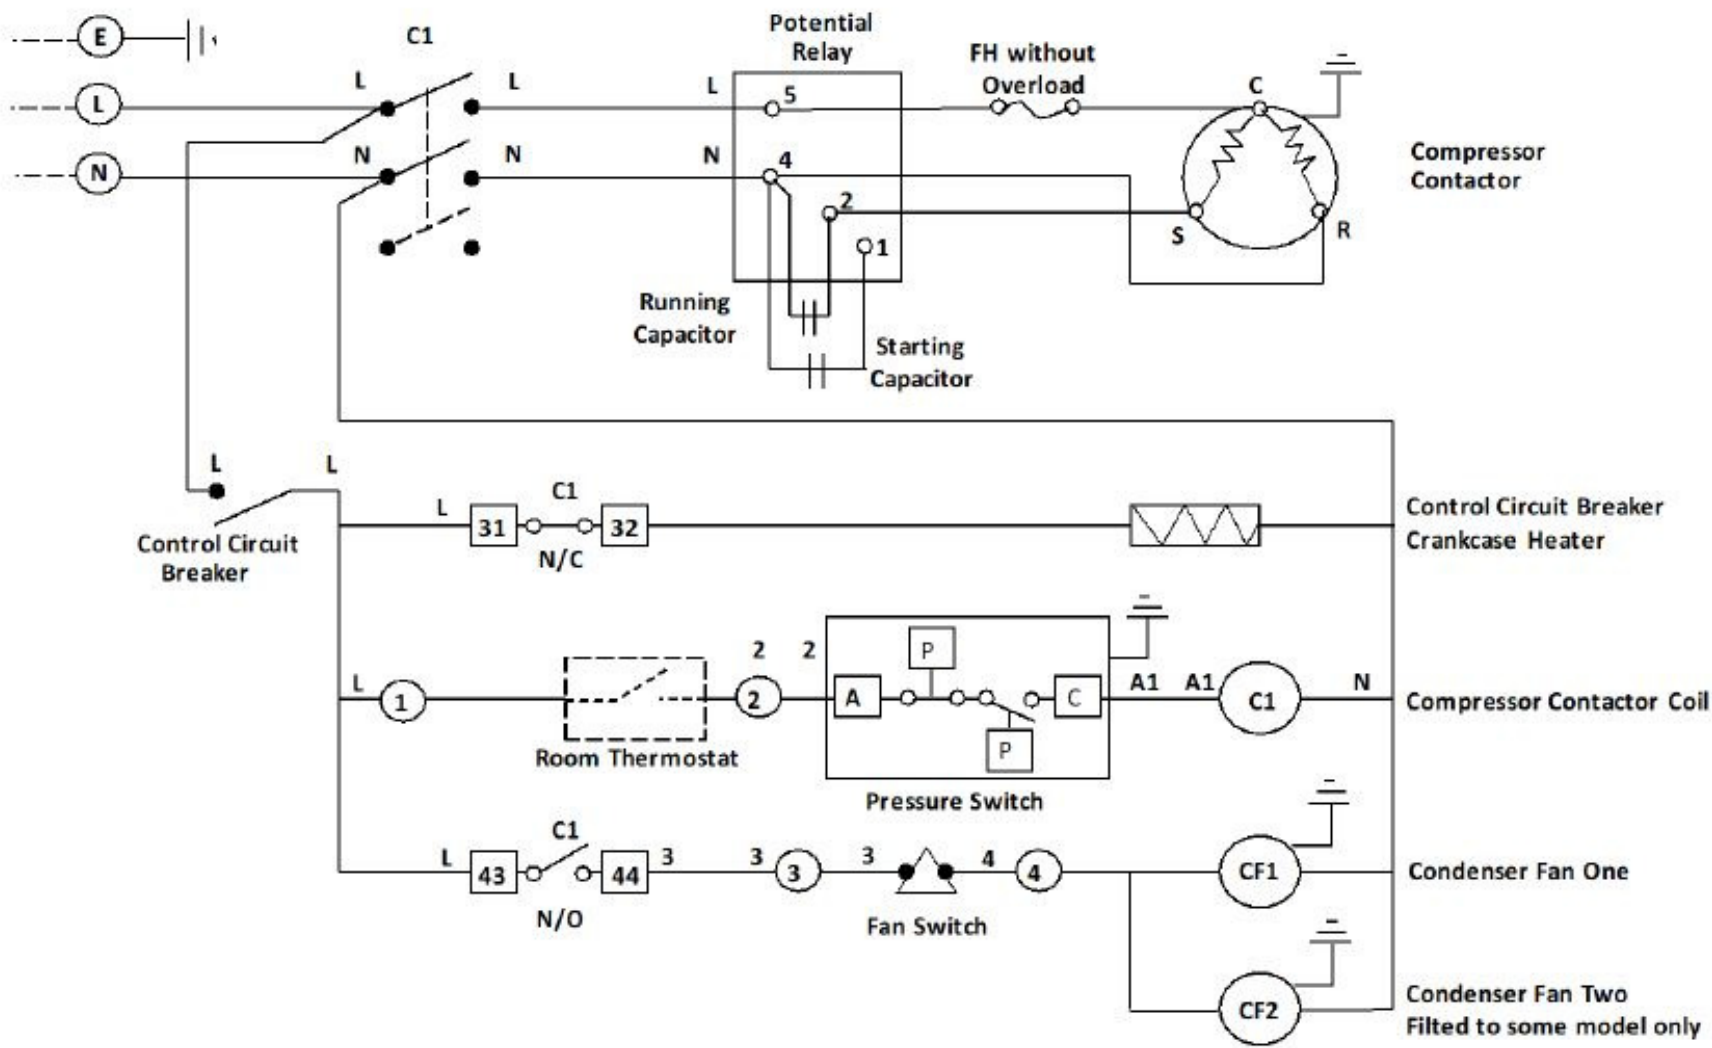 E
C1
Potential
Relay
FH without
Overload
L
L
L
L
5
C
N
N
N
N
4
2
1
S
R
Compressor
Contactor
Running
Capacitor
Starting
Capacitor
L
L
Control Circuit
Breaker
L
31
C1
N/C
32
Control Circuit Breaker
Crankcase Heater
L
1
Room Thermostat
2
2
2
A
P
P
C
Pressure Switch
A1
A1
C1
N
Compressor Contactor Coil
L
43
C1
N/O
44
3
3
3
3
Fan Switch
4
4
CF1
Condenser Fan One
CF2
Condenser Fan Two
Filted to some model only